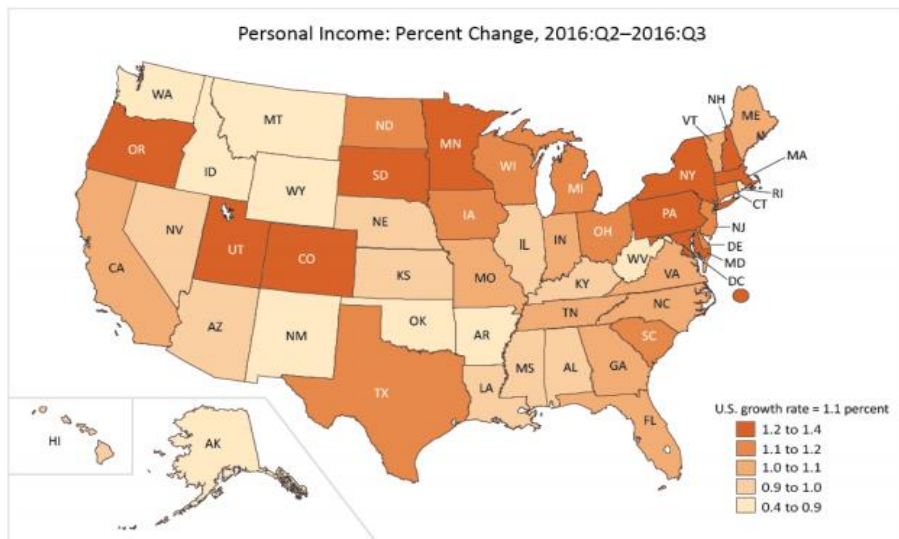 Personal Income: Percent Change, 2016:Q2–2016:Q3
WA
MT
ND
MN
OR
ID
WY
SD
WI
MI
NY
VT
NH
ME
MA
RI
CT
NJ
DE
MD
DC
PA
OH
IA
NE
NV
UT
CO
KS
MO
IL
IN
WV
VA
KY
CA
AZ
NM
OK
AR
TN
NC
SC
MS
AL
GA
LA
TX
FL
HI
AK
U.S. growth rate = 1.1 percent
1.2 to 1.4
1.1 to 1.2
1.0 to 1.1
0.9 to 1.0
0.4 to 0.9